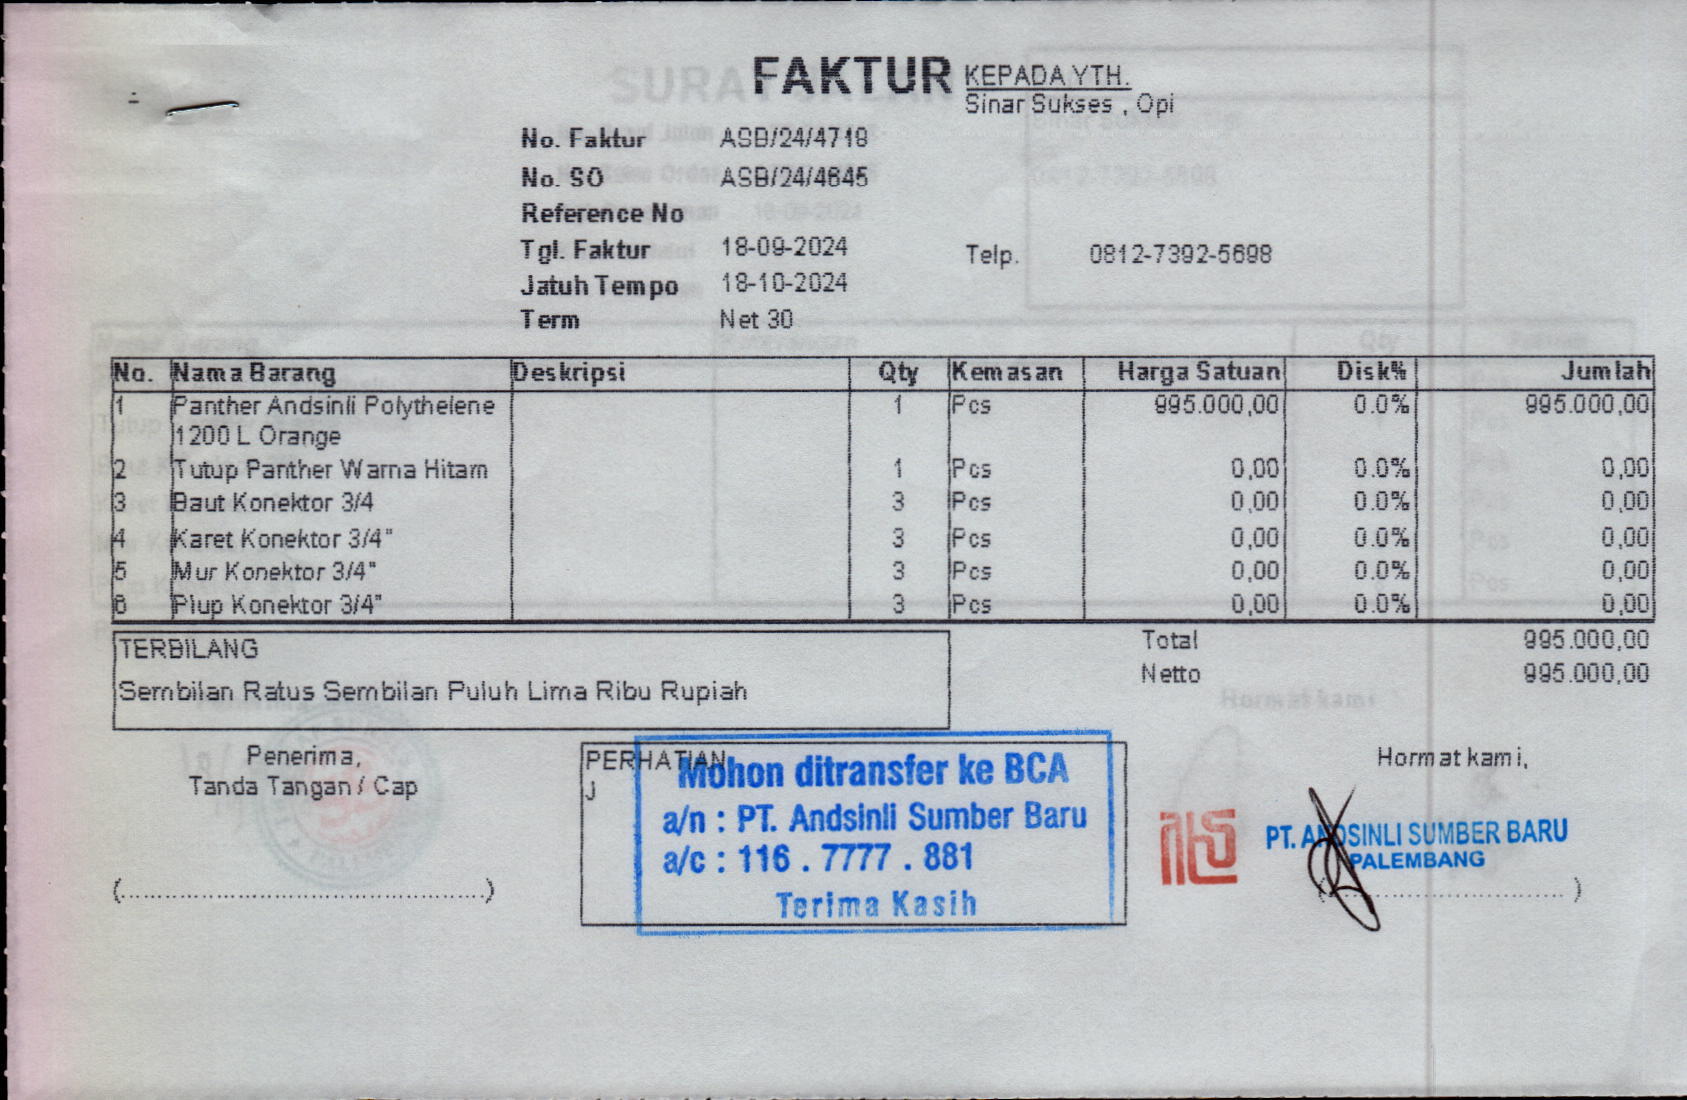 FAKTUR
KEPADA YTH.
Sinar Sukses , Opi
No. Faktur ASB/24/4718
No. SO ASB/24/4645
Reference No
Tgl. Faktur 18-09-2024
Telp. 0812-7392-5698
Jatuh Tempo 18-10-2024
Term Net 30
No. Nama Barang Deskripsi Qty Kemasan Harga Satuan Disk% Jumlah
1 Panther Andsinli Polythelene 1 Pcs 995.000,00 0.0% 995.000,00
1200 L Orange
2 Tutup Panther Warna Hitam 1 Pcs 0,00 0.0% 0,00
3 Baut Konektor 3/4 3 Pcs 0,00 0.0% 0,00
4 Karet Konektor 3/4" 3 Pcs 0,00 0.0% 0,00
5 Mur Konektor 3/4" 3 Pcs 0,00 0.0% 0,00
6 Plup Konektor 3/4" 3 Pcs 0,00 0.0% 0,00
TERBILANG
Sembilan Ratus Sembilan Puluh Lima Ribu Rupiah
Total 995.000,00
Netto 995.000,00
Penerima,
Tanda Tangan / Cap
(..............................................)
PERHATIAN
J
Mohon ditransfer ke BCA
a/n : PT. Andsinli Sumber Baru
a/c : 116 . 7777 . 881
Terima Kasih
Hormat kami,
PT. ANDSINLI SUMBER BARU
PALEMBANG
(.............................. )